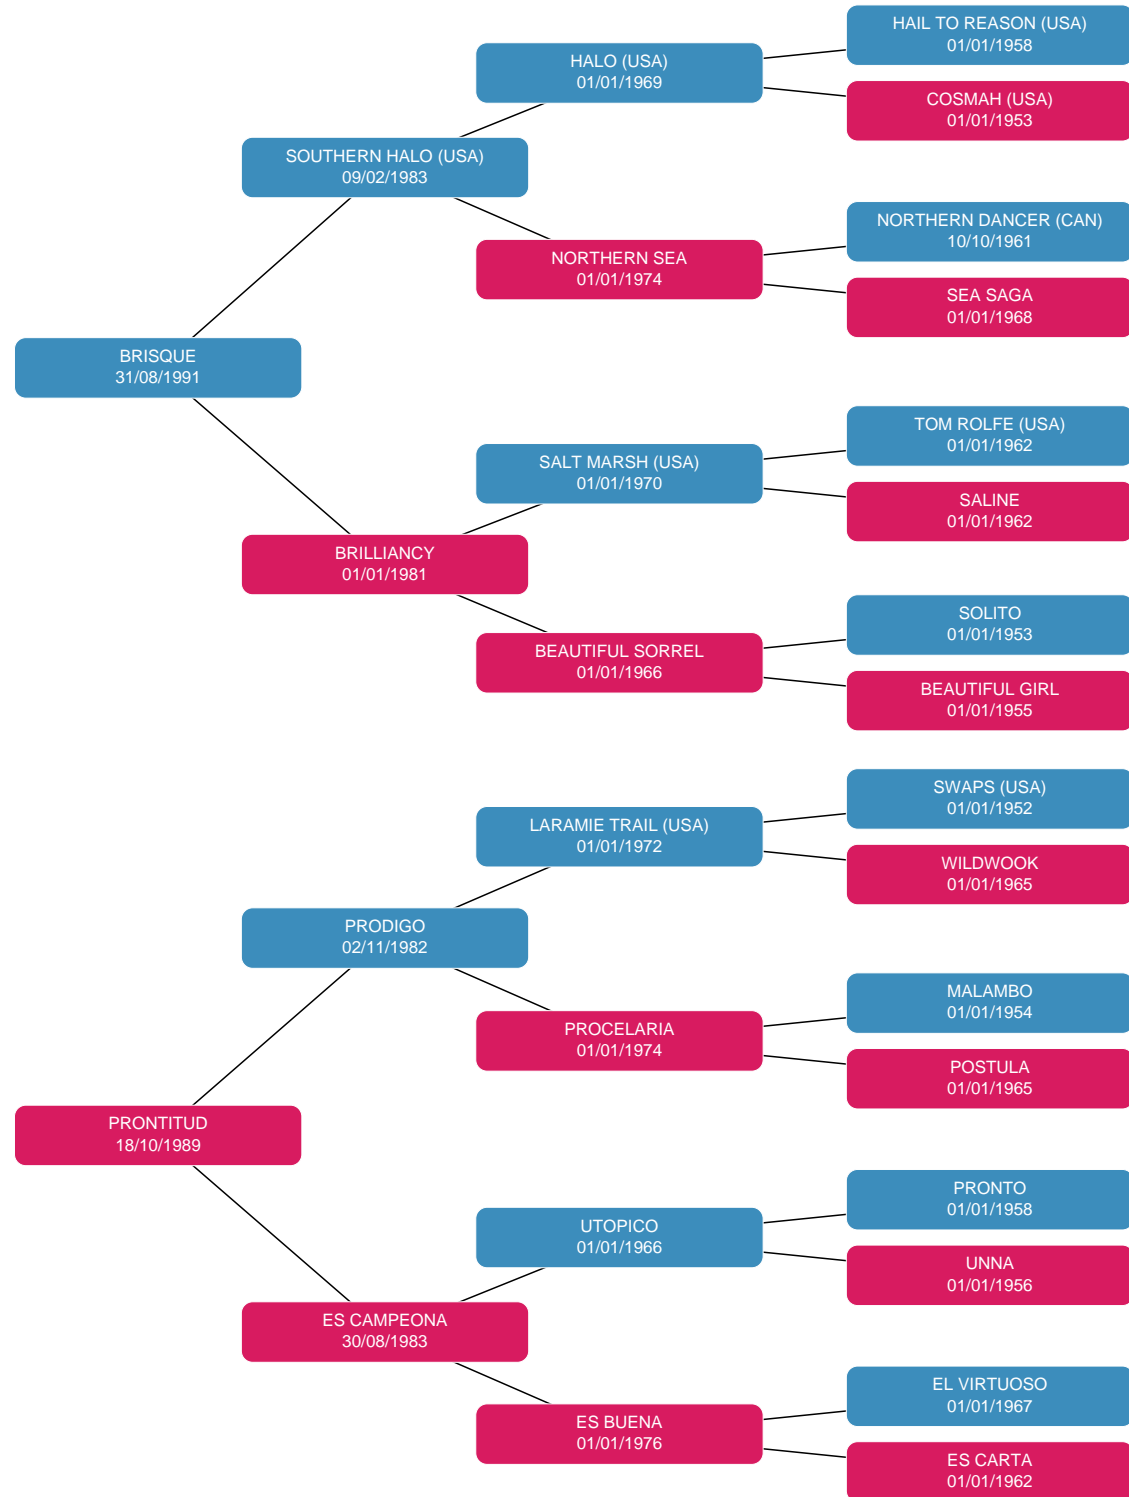 HAIL TO REASON (USA)
01/01/1958
HALO (USA)
01/01/1969
COSMAH (USA)
01/01/1953
SOUTHERN HALO (USA)
09/02/1983
NORTHERN DANCER (CAN)
10/10/1961
NORTHERN SEA
01/01/1974
SEA SAGA
01/01/1968
BRISQUE
31/08/1991
TOM ROLFE (USA)
01/01/1962
SALT MARSH (USA)
01/01/1970
SALINE
01/01/1962
BRILLIANCY
01/01/1981
SOLITO
01/01/1953
BEAUTIFUL SORREL
01/01/1966
BEAUTIFUL GIRL
01/01/1955
SWAPS (USA)
01/01/1952
LARAMIE TRAIL (USA)
01/01/1972
WILDWOOK
01/01/1965
PRODIGO
02/11/1982
MALAMBO
01/01/1954
PROCELARIA
01/01/1974
POSTULA
01/01/1965
PRONTITUD
18/10/1989
PRONTO
01/01/1958
UTOPICO
01/01/1966
UNNA
01/01/1956
ES CAMPEONA
30/08/1983
EL VIRTUOSO
01/01/1967
ES BUENA
01/01/1976
ES CARTA
01/01/1962